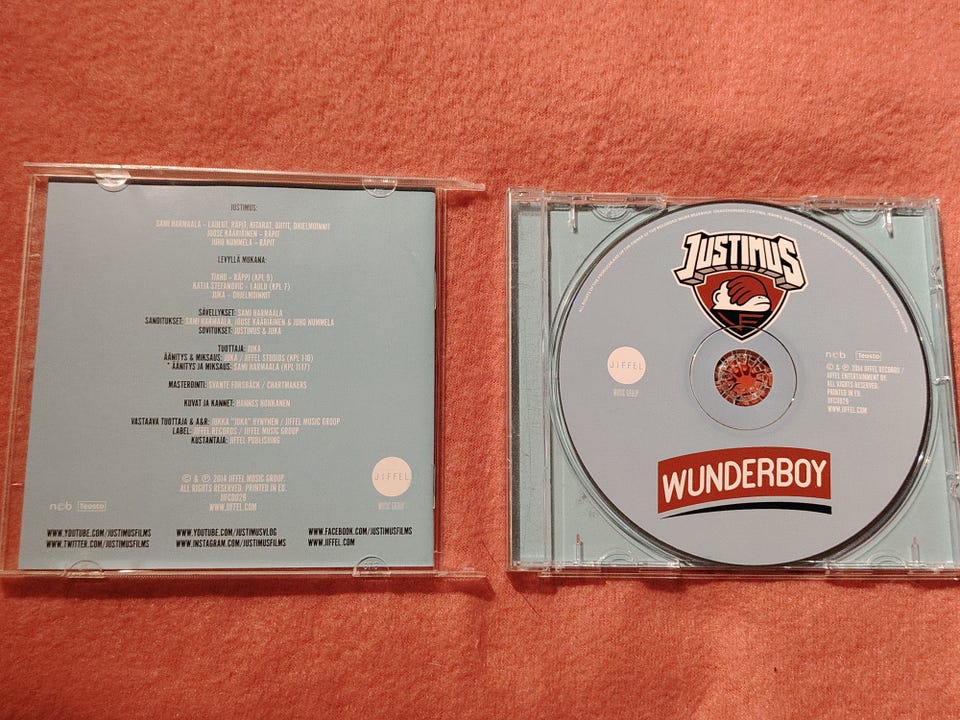 JUSTIMUS:
SAMI HARMAALA - LAULUT, RÄPIT, KITARAT, BIITIT, OHJELMOINNIT
JOOSE KÄÄRIÄINEN - RÄPIT
JUHO NUMMELA - RÄPIT
LEVYLLÄ MUKANA:
TIAHU - RÄPPI (KPL 5)
KATJA STEFANOVIC - LAULU (KPL 7)
JUKA - OHJELMOINNIT
SÄVELLYKSET: SAMI HARMAALA
SANOITUKSET: SAMI HARMAALA, JOOSE KÄÄRIÄINEN & JUHO NUMMELA
SOVITUKSET: JUSTIMUS & JUKA
TUOTTAJA: JUKA
ÄÄNITYS & MIKSAUS: JUKA / JIFFEL STUDIOS (KPL 1-10)
* ÄÄNITYS JA MIKSAUS: SAMI HARMAALA (KPL 11-17)
MASTEROINTI: SVANTE FORSBÄCK / CHARTMAKERS
KUVAT JA KANNET: HANNES HONKANEN
VASTAAVA TUOTTAJA & A&R: JUKKA "JUKA" HYNYNEN / JIFFEL MUSIC GROUP
LABEL: JIFFEL RECORDS / JIFFEL MUSIC GROUP
KUSTANTAJA: JIFFEL PUBLISHING
© & ℗ 2014 JIFFEL MUSIC GROUP.
ALL RIGHTS RESERVED. PRINTED IN EU.
JIFCD029
WWW.JIFFEL.COM
ncb Teosto
JIFFEL
MUSIC GROUP
WWW.YOUTUBE.COM/JUSTIMUSFILMS WWW.YOUTUBE.COM/JUSTIMUSVLOG WWW.FACEBOOK.COM/JUSTIMUSFILMS
WWW.TWITTER.COM/JUSTIMUSFILMS WWW.INSTAGRAM.COM/JUSTIMUSFILMS WWW.JIFFEL.COM
JUSTIMUS
JF
JIFFEL
MUSIC GROUP
ncb Teosto
© & ℗ 2014 JIFFEL RECORDS /
JIFFEL ENTERTAINMENT OY.
ALL RIGHTS RESERVED.
PRINTED IN EU.
JIFCD029
WWW.JIFFEL.COM
WUNDERBOY